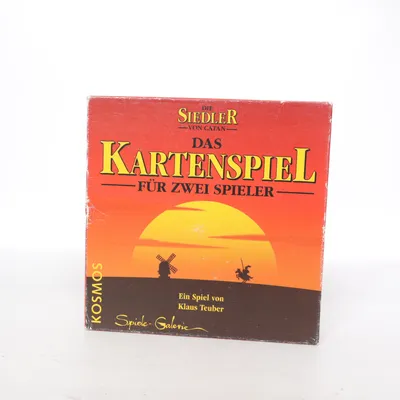 DIE
SIEDLER
VON CATAN
DAS
KARTENSPIEL
FÜR ZWEI SPIELER
Ein Spiel von
Klaus Teuber
KOSMOS
Spiele-Galerie